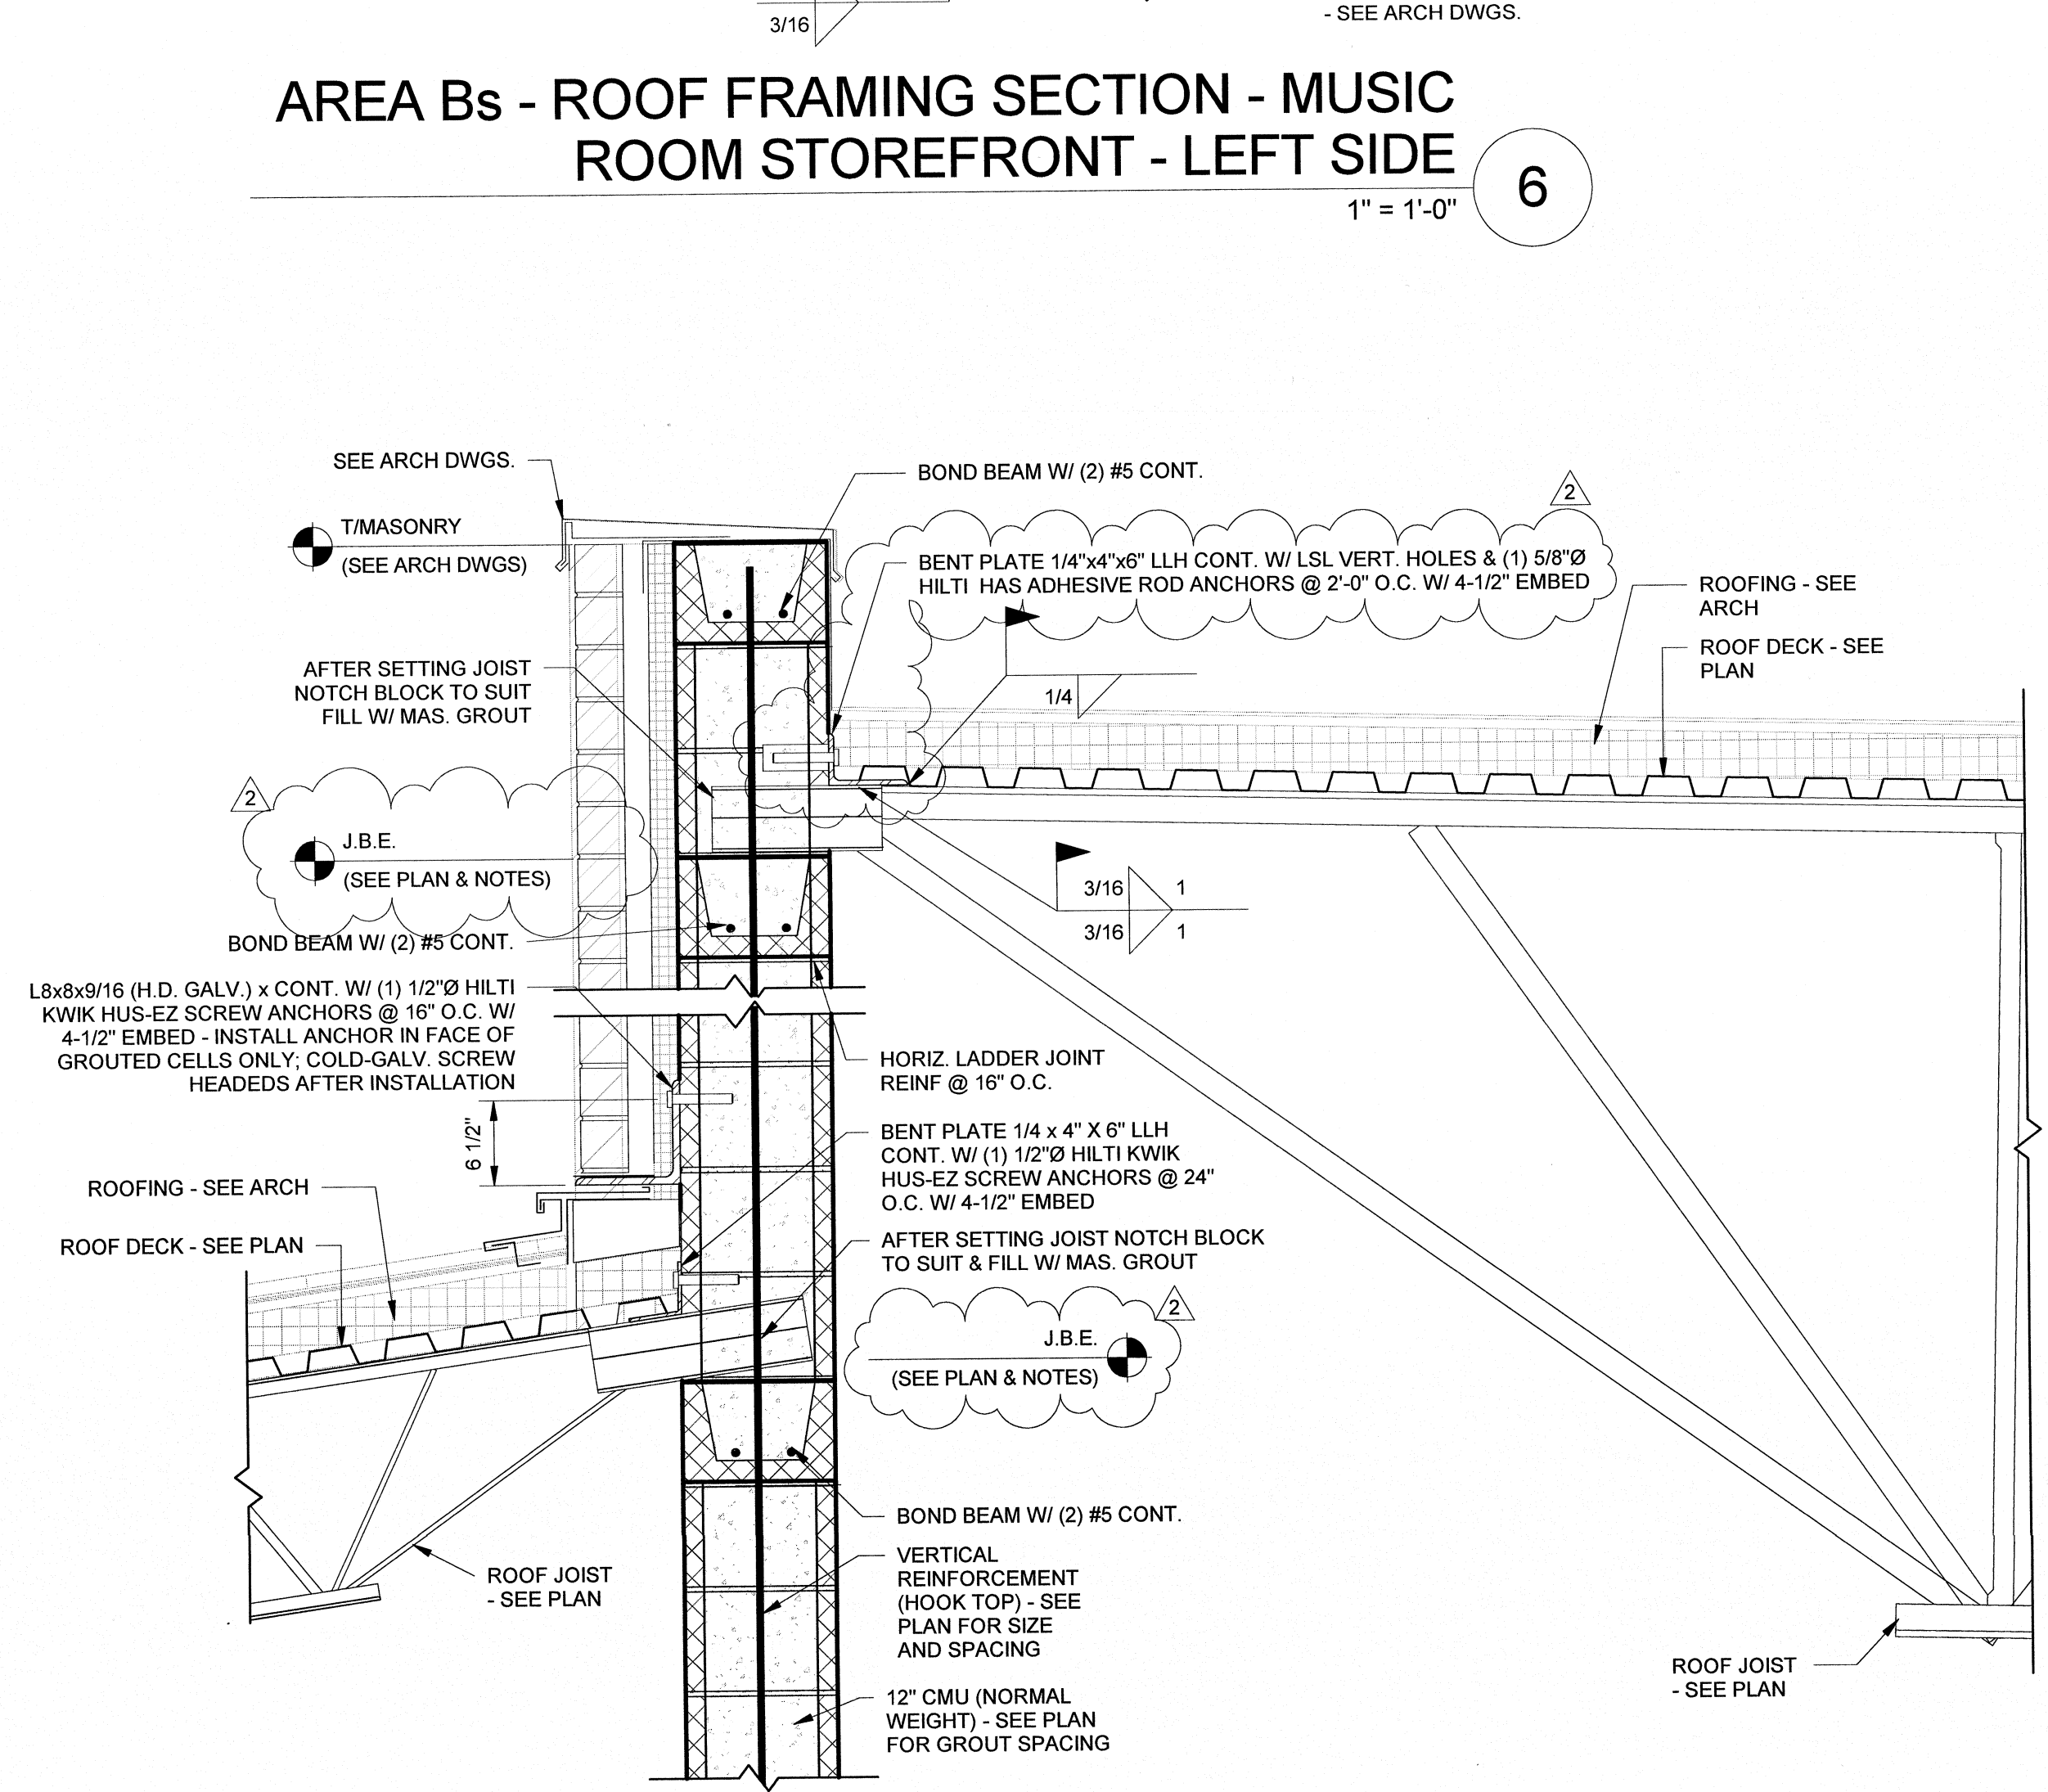 3/16
- SEE ARCH DWGS.
AREA Bs - ROOF FRAMING SECTION - MUSIC
ROOM STOREFRONT - LEFT SIDE
6
1" = 1'-0"
SEE ARCH DWGS.
T/MASONRY
(SEE ARCH DWGS)
BOND BEAM W/ (2) #5 CONT.
2
BENT PLATE 1/4"x4"x6" LLH CONT. W/ LSL VERT. HOLES & (1) 5/8"Ø
HILTI HAS ADHESIVE ROD ANCHORS @ 2'-0" O.C. W/ 4-1/2" EMBED
ROOFING - SEE
ARCH
ROOF DECK - SEE
PLAN
AFTER SETTING JOIST
NOTCH BLOCK TO SUIT
FILL W/ MAS. GROUT
1/4
2
J.B.E.
(SEE PLAN & NOTES)
3/16
1
3/16
1
BOND BEAM W/ (2) #5 CONT.
L8x8x9/16 (H.D. GALV.) x CONT. W/ (1) 1/2"Ø HILTI
KWIK HUS-EZ SCREW ANCHORS @ 16" O.C. W/
4-1/2" EMBED - INSTALL ANCHOR IN FACE OF
GROUTED CELLS ONLY; COLD-GALV. SCREW
HEADEDS AFTER INSTALLATION
HORIZ. LADDER JOINT
REINF @ 16" O.C.
6 1/2"
BENT PLATE 1/4 x 4" X 6" LLH
CONT. W/ (1) 1/2"Ø HILTI KWIK
HUS-EZ SCREW ANCHORS @ 24"
O.C. W/ 4-1/2" EMBED
ROOFING - SEE ARCH
ROOF DECK - SEE PLAN
AFTER SETTING JOIST NOTCH BLOCK
TO SUIT & FILL W/ MAS. GROUT
2
J.B.E.
(SEE PLAN & NOTES)
BOND BEAM W/ (2) #5 CONT.
VERTICAL
REINFORCEMENT
(HOOK TOP) - SEE
PLAN FOR SIZE
AND SPACING
ROOF JOIST
- SEE PLAN
ROOF JOIST
- SEE PLAN
12" CMU (NORMAL
WEIGHT) - SEE PLAN
FOR GROUT SPACING